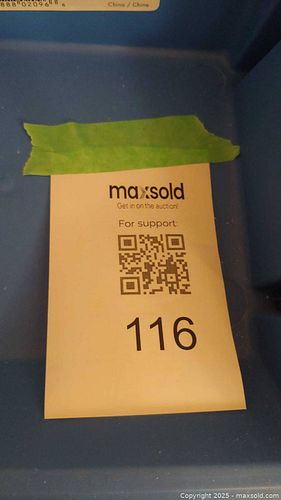 China / Chine
maxsold
Get in on the auction!
For support:
116
Copyright © 2025 - maxsold.com